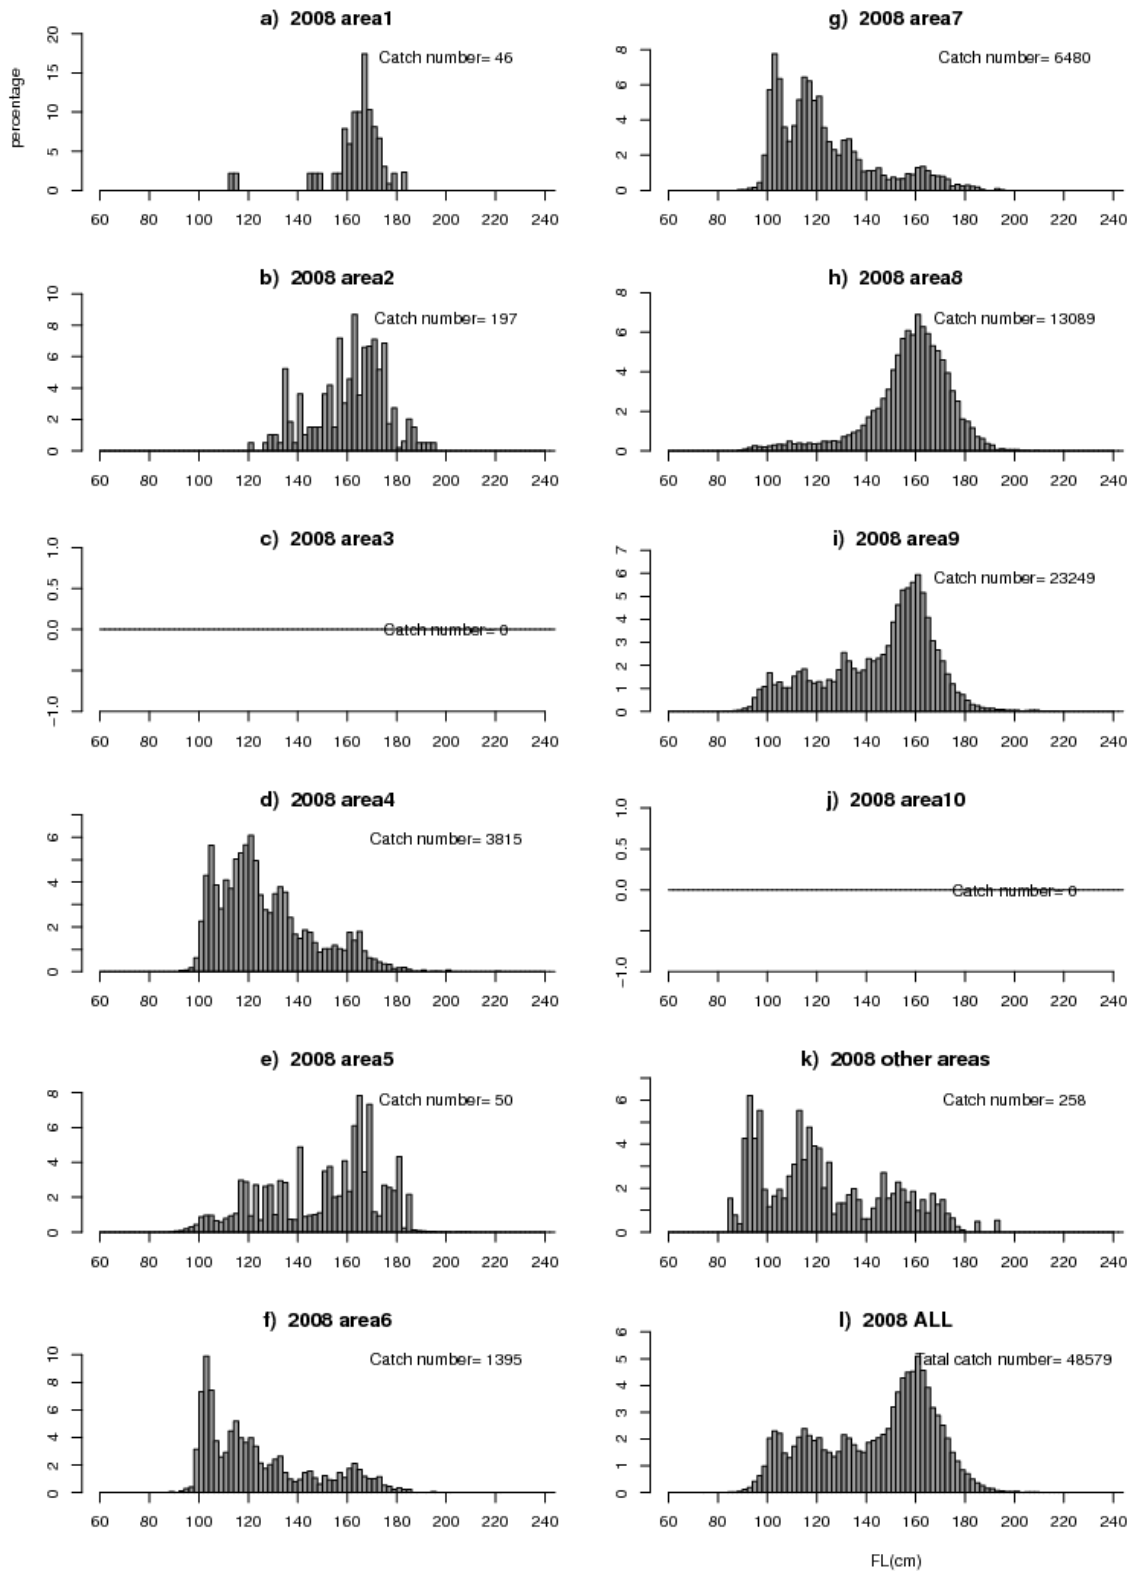 a) 2008 area1
Catch number= 46
percentage
0 5 10 15 20
60 80 100 120 140 160 180 200 220 240
g) 2008 area7
Catch number= 6480
0 2 4 6 8
60 80 100 120 140 160 180 200 220 240
b) 2008 area2
Catch number= 197
0 2 4 6 8 10
60 80 100 120 140 160 180 200 220 240
h) 2008 area8
Catch number= 13089
0 2 4 6 8
60 80 100 120 140 160 180 200 220 240
c) 2008 area3
Catch number= 0
-1.0 0.0 0.5 1.0
60 80 100 120 140 160 180 200 220 240
i) 2008 area9
Catch number= 23249
0 1 2 3 4 5 6 7
60 80 100 120 140 160 180 200 220 240
d) 2008 area4
Catch number= 3815
0 2 4 6
60 80 100 120 140 160 180 200 220 240
j) 2008 area10
Catch number= 0
-1.0 0.0 0.5 1.0
60 80 100 120 140 160 180 200 220 240
e) 2008 area5
Catch number= 50
0 2 4 6 8
60 80 100 120 140 160 180 200 220 240
k) 2008 other areas
Catch number= 258
0 2 4 6
60 80 100 120 140 160 180 200 220 240
f) 2008 area6
Catch number= 1395
0 2 4 6 8 10
60 80 100 120 140 160 180 200 220 240
l) 2008 ALL
Total catch number= 48579
0 1 2 3 4 5 6
60 80 100 120 140 160 180 200 220 240
FL(cm)